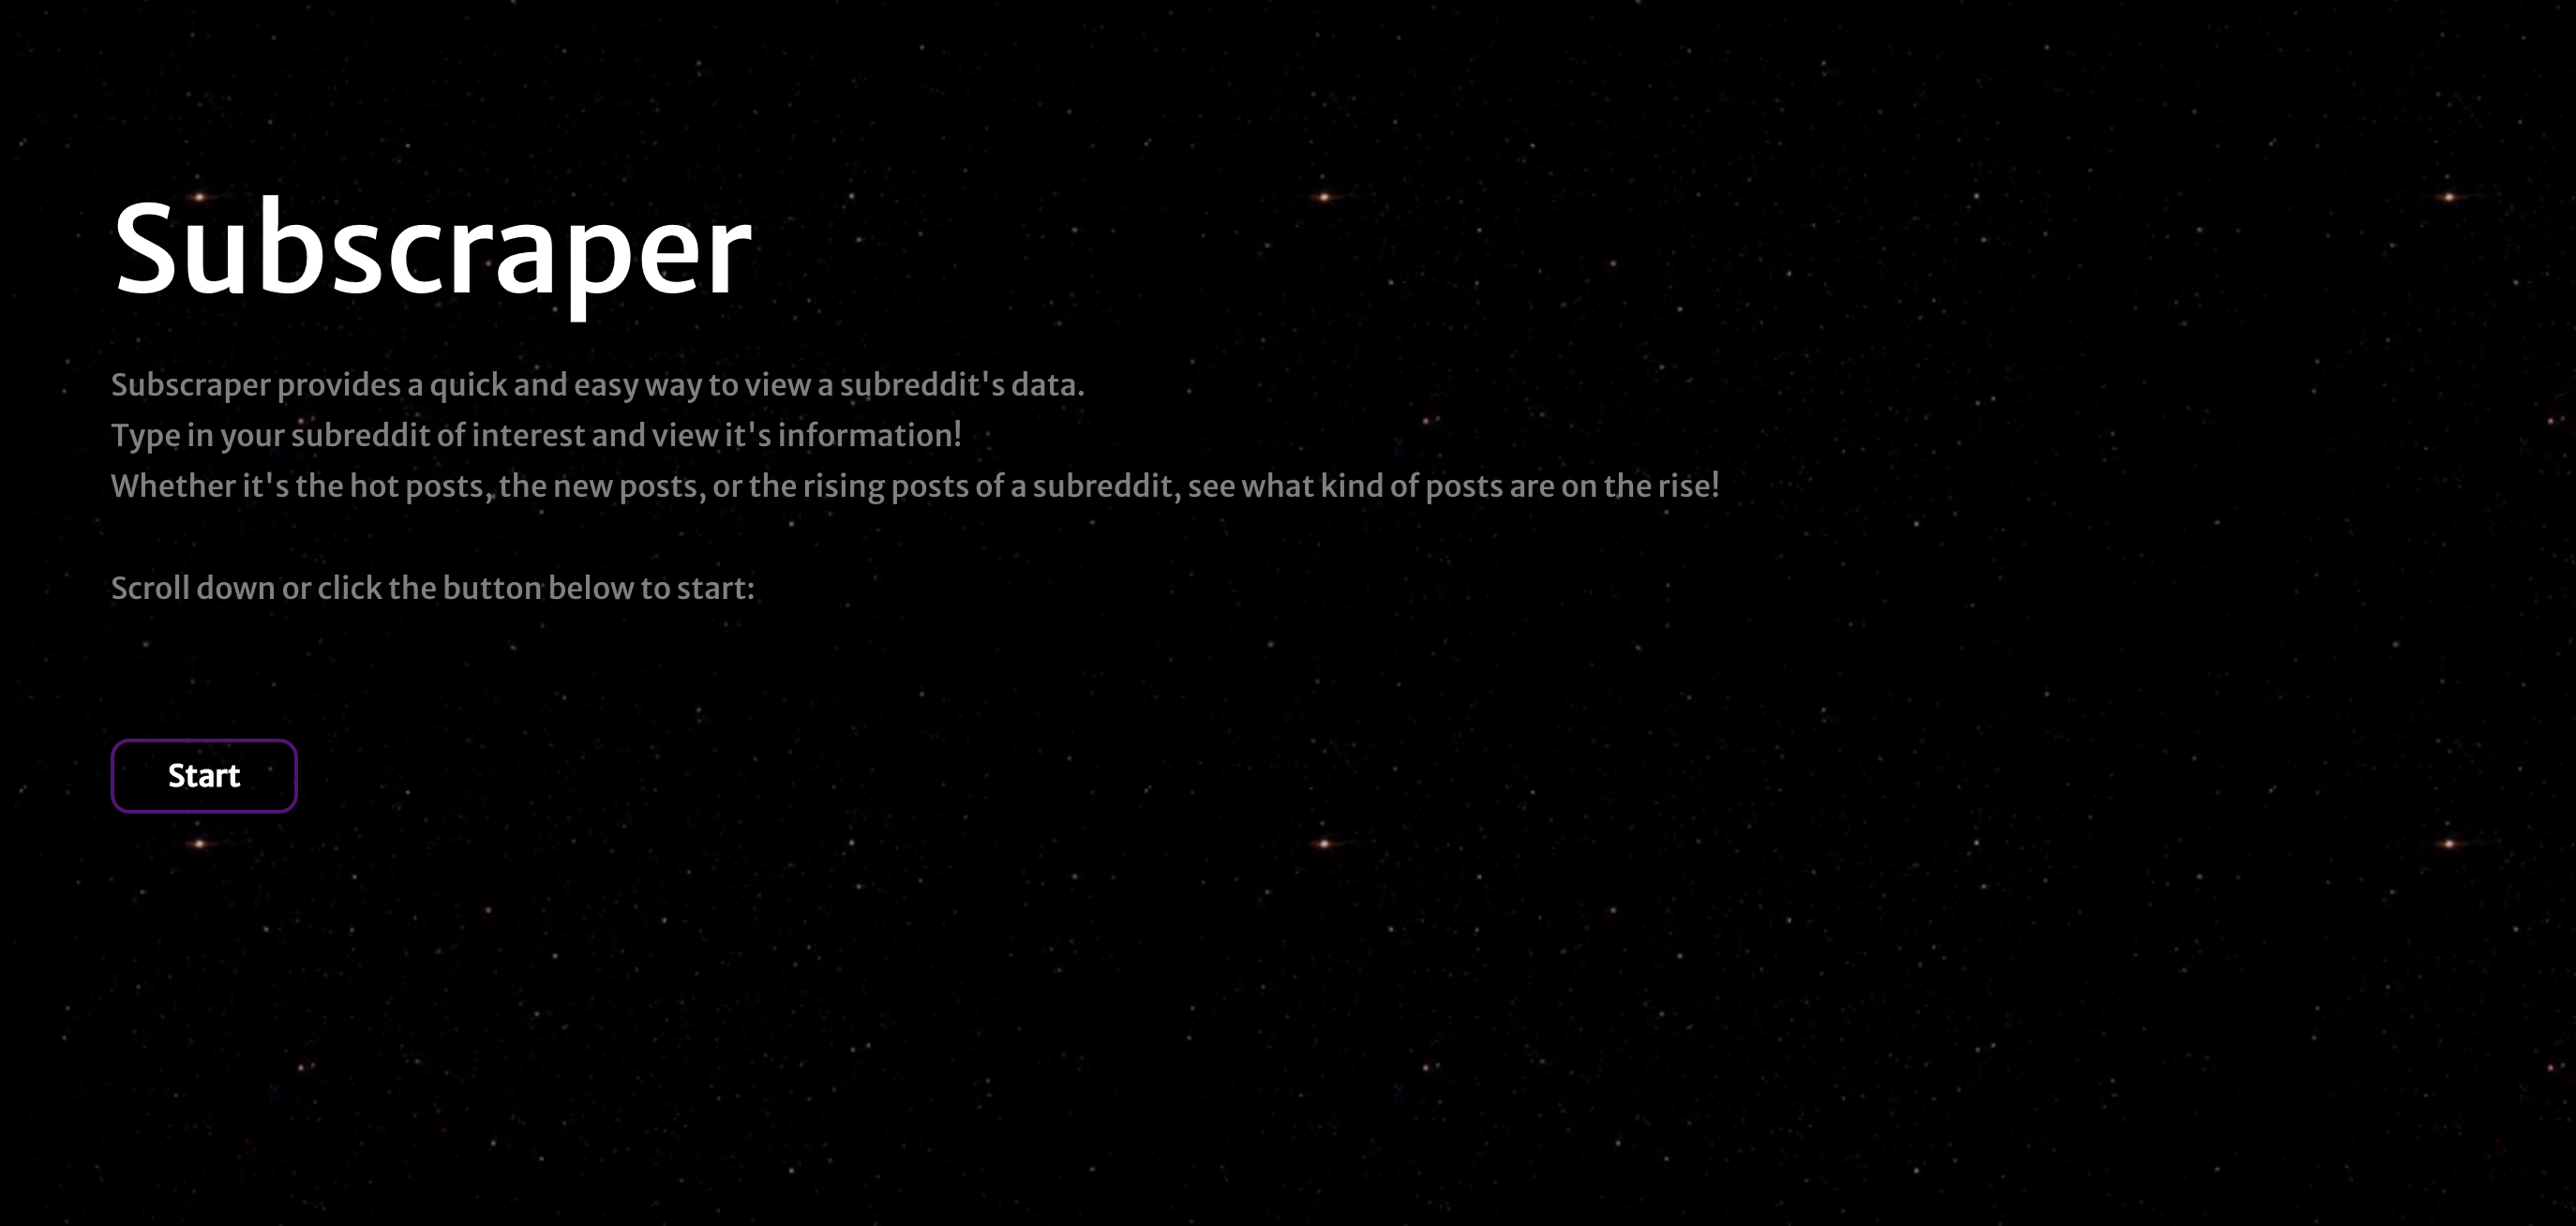 Subscraper
Subscraper provides a quick and easy way to view a subreddit's data.
Type in your subreddit of interest and view it's information!
Whether it's the hot posts, the new posts, or the rising posts of a subreddit, see what kind of posts are on the rise!
Scroll down or click the button below to start:
Start